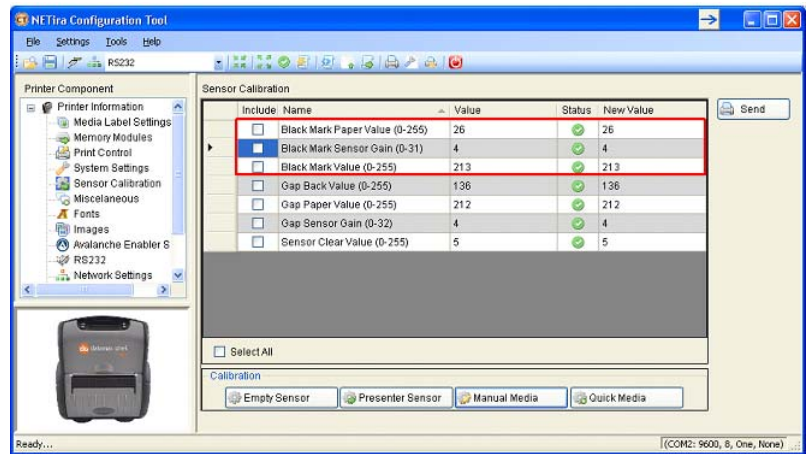 NETira Configuration Tool
File Settings Tools Help
RS232
Printer Component
Printer Information
Media Label Settings
Memory Modules
Print Control
System Settings
Sensor Calibration
Miscelaneous
Fonts
Images
Avalanche Enabler S
RS232
Network Settings
Sensor Calibration
Include Name Value Status New Value
Black Mark Paper Value (0-255) 26 26
Black Mark Sensor Gain (0-31) 4 4
Black Mark Value (0-255) 213 213
Gap Back Value (0-255) 136 136
Gap Paper Value (0-255) 212 212
Gap Sensor Gain (0-32) 4 4
Sensor Clear Value (0-255) 5 5
Send
Select All
Calibration
Empty Sensor Presenter Sensor Manual Media Quick Media
Ready... (COM2: 9600, 8, One, None)